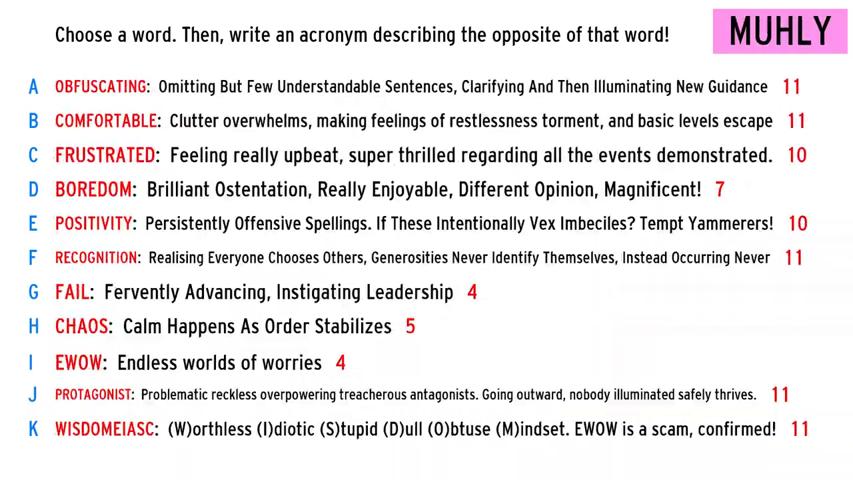 Choose a word. Then, write an acronym describing the opposite of that word!
MUHLY
A OBFUSCATING: Omitting But Few Understandable Sentences, Clarifying And Then Illuminating New Guidance 11
B COMFORTABLE: Clutter overwhelms, making feelings of restlessness torment, and basic levels escape 11
C FRUSTRATED: Feeling really upbeat, super thrilled regarding all the events demonstrated. 10
D BOREDOM: Brilliant Ostentation, Really Enjoyable, Different Opinion, Magnificent! 7
E POSITIVITY: Persistently Offensive Spellings. If These Intentionally Vex Imbeciles? Tempt Yammerers! 10
F RECOGNITION: Realising Everyone Chooses Others, Generosities Never Identify Themselves, Instead Occurring Never 11
G FAIL: Fervently Advancing, Instigating Leadership 4
H CHAOS: Calm Happens As Order Stabilizes 5
I EWOW: Endless worlds of worries 4
J PROTAGONIST: Problematic reckless overpowering treacherous antagonists. Going outward, nobody illuminated safely thrives. 11
K WISDOMEIASC: (W)orthless (I)diotic (S)tupid (D)ull (O)btuse (M)indset. EWOW is a scam, confirmed! 11